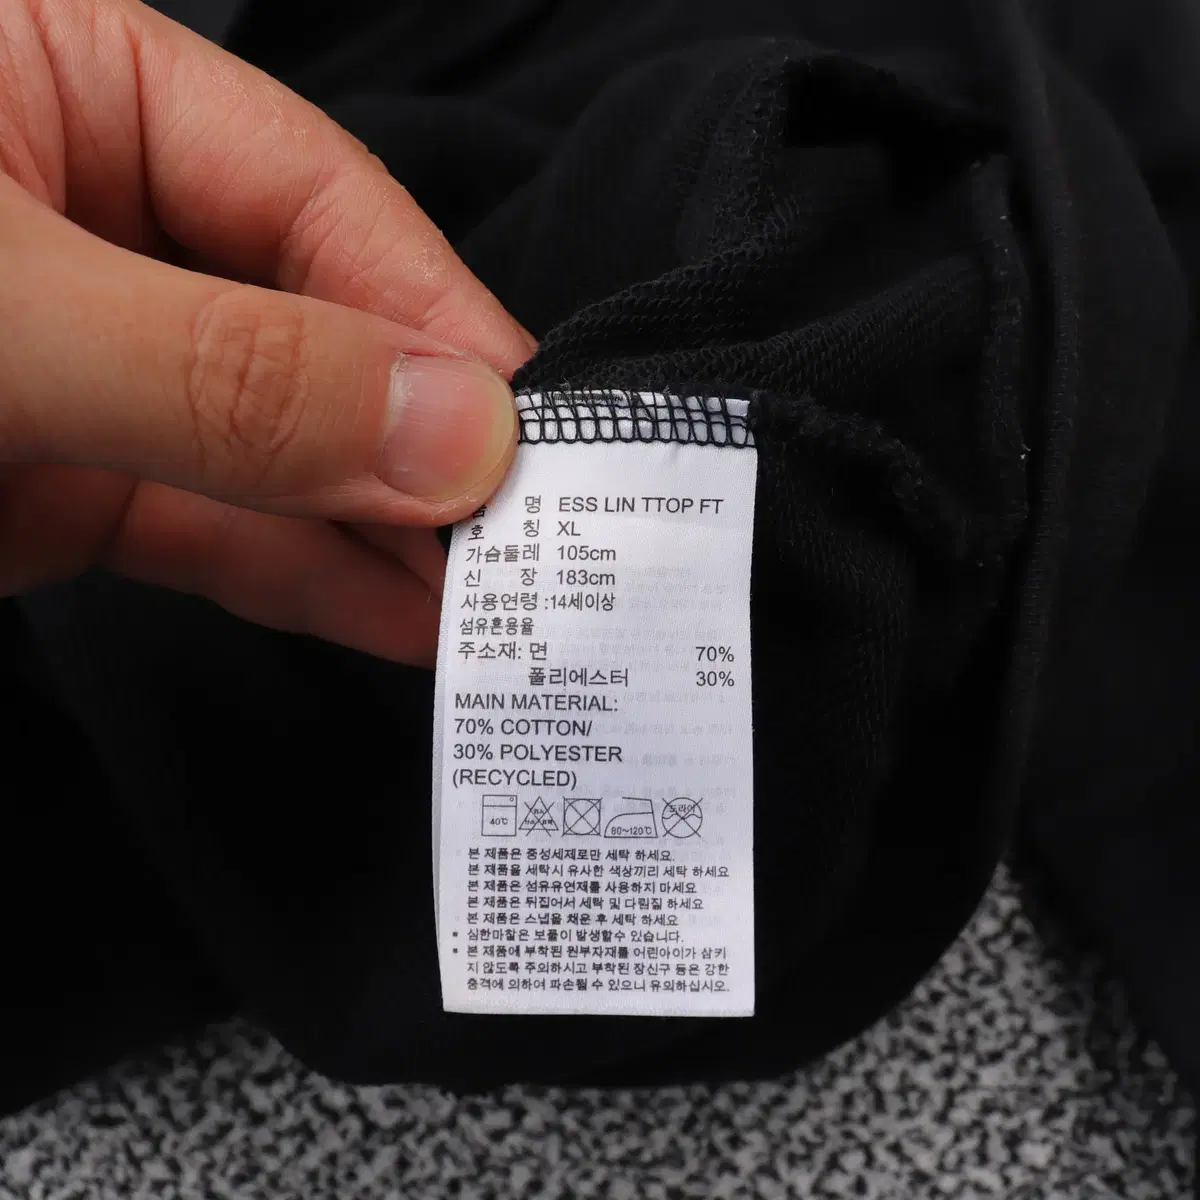 명 ESS LIN TTOP FT
호 칭 XL
가슴둘레 105cm
신 장 183cm
사용연령 :14세이상
섬유혼용율
주소재: 면 70%
폴리에스터 30%
MAIN MATERIAL:
70% COTTON/
30% POLYESTER
(RECYCLED)
40℃ 80~120℃ 드라이
본 제품은 중성세제로만 세탁 하세요.
본 제품을 세탁시 유사한 색상끼리 세탁 하세요
본 제품은 섬유유연제를 사용하지 마세요
본 제품은 뒤집어서 세탁 및 다림질 하세요
본 제품은 스냅을 채운 후 세탁 하세요
* 심한마찰은 보풀이 발생할수 있습니다.
* 본 제품에 부착된 원부자재를 어린아이가 삼키
지 않도록 주의하시고 부착된 장신구 등은 강한
충격에 의하여 파손될 수 있으니 유의하십시오.